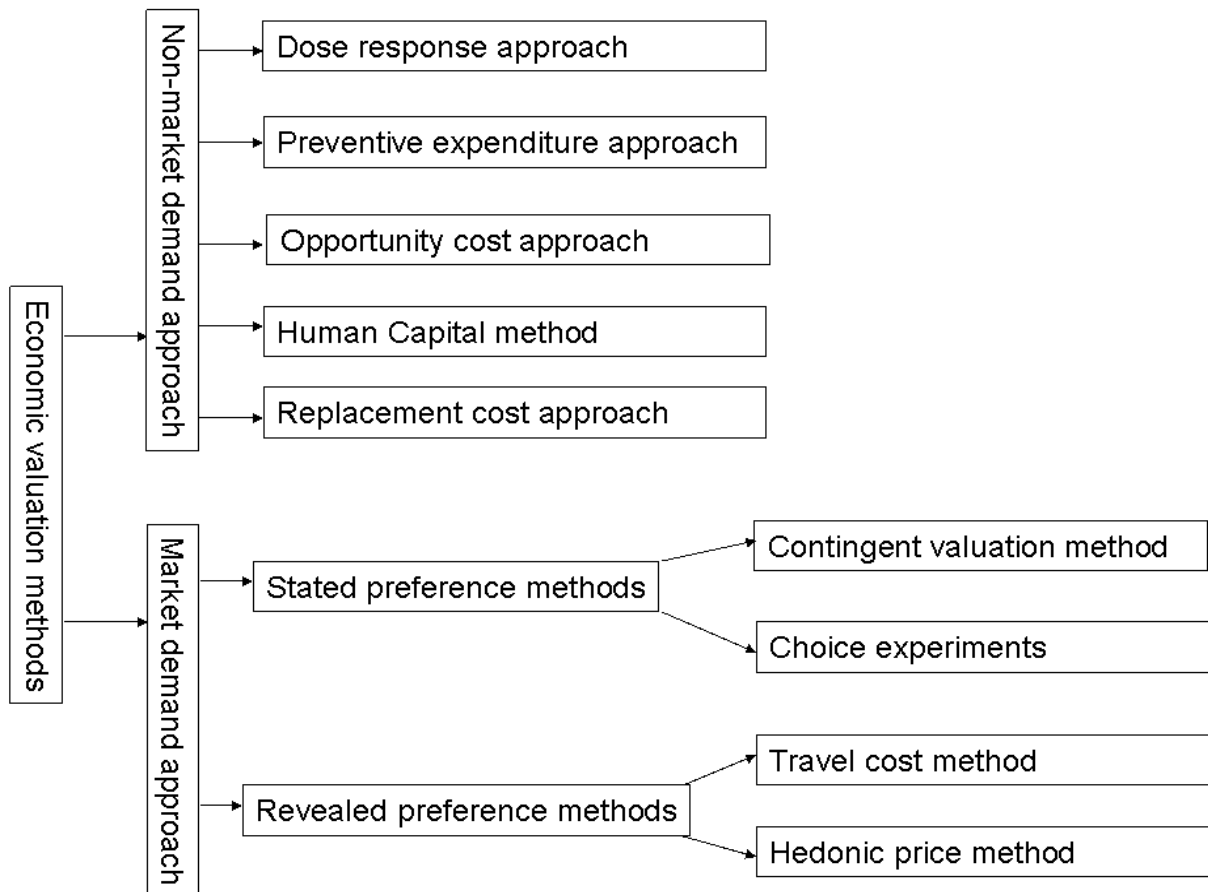 Economic valuation methods
Non-market demand approach
Dose response approach
Preventive expenditure approach
Opportunity cost approach
Human Capital method
Replacement cost approach
Market demand approach
Stated preference methods
Contingent valuation method
Choice experiments
Revealed preference methods
Travel cost method
Hedonic price method